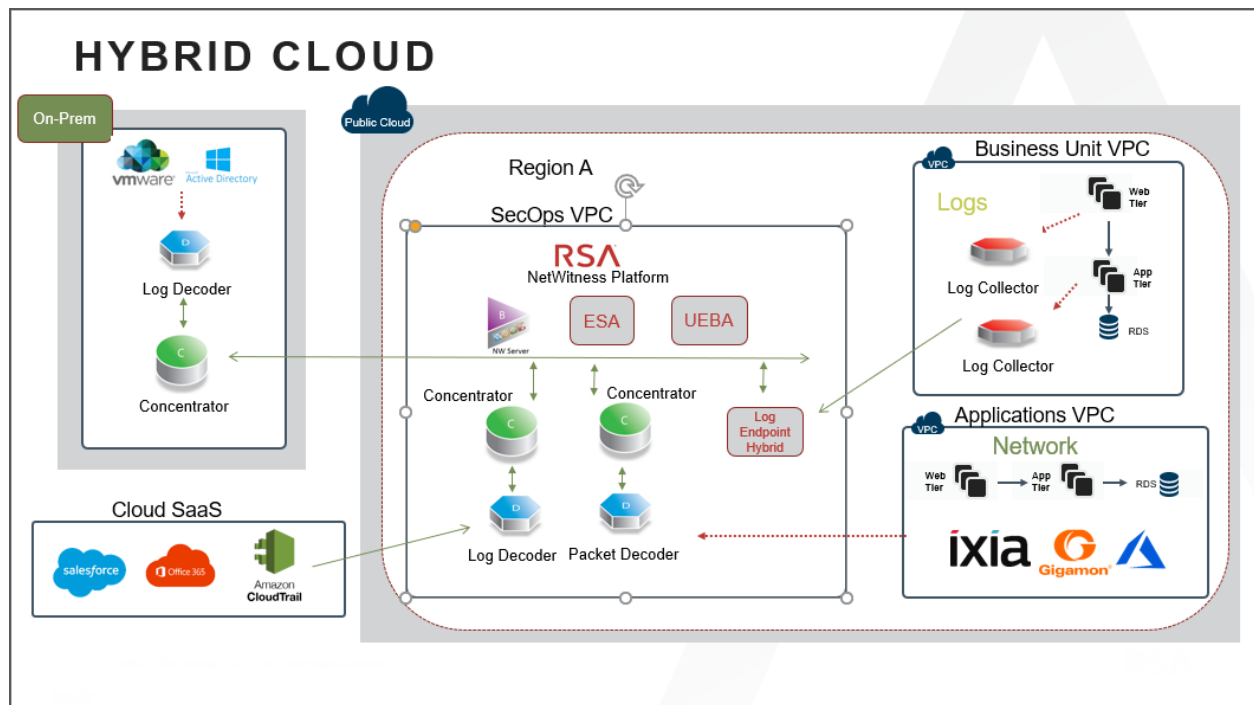 HYBRID CLOUD
On-Prem
vmware®
Microsoft
Active Directory
D
Log Decoder
C
Concentrator
Cloud SaaS
salesforce
Office 365
Amazon
CloudTrail
Public Cloud
Region A
SecOps VPC
RSA
NetWitness Platform
B
NW Server
ESA
UEBA
Concentrator
Concentrator
C
C
Log
Endpoint
Hybrid
D
D
Log Decoder
Packet Decoder
Business Unit VPC
VPC
Logs
Web
Tier
Log Collector
App
Tier
RDS
Log Collector
Applications VPC
VPC
Network
Web
Tier
App
Tier
RDS
ixia
Gigamon®